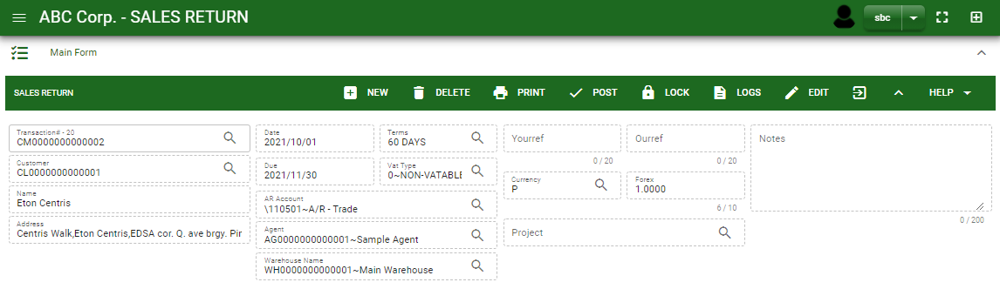 ABC Corp. - SALES RETURN
sbc
Main Form
SALES RETURN
NEW
DELETE
PRINT
POST
LOCK
LOGS
EDIT
HELP
Transaction# - 20
CM0000000000002
Customer
CL0000000000001
Name
Eton Centris
Address
Centris Walk,Eton Centris,EDSA cor. Q. ave brgy. Pir
Date
2021/10/01
Terms
60 DAYS
Due
2021/11/30
Vat Type
0~NON-VATABLE
AR Account
\110501~A/R - Trade
Agent
AG0000000000001~Sample Agent
Warehouse Name
WH0000000000001~Main Warehouse
Yourref
0 / 20
Ourref
0 / 20
Currency
P
Forex
1.0000
6 / 10
Project
Notes
0 / 200